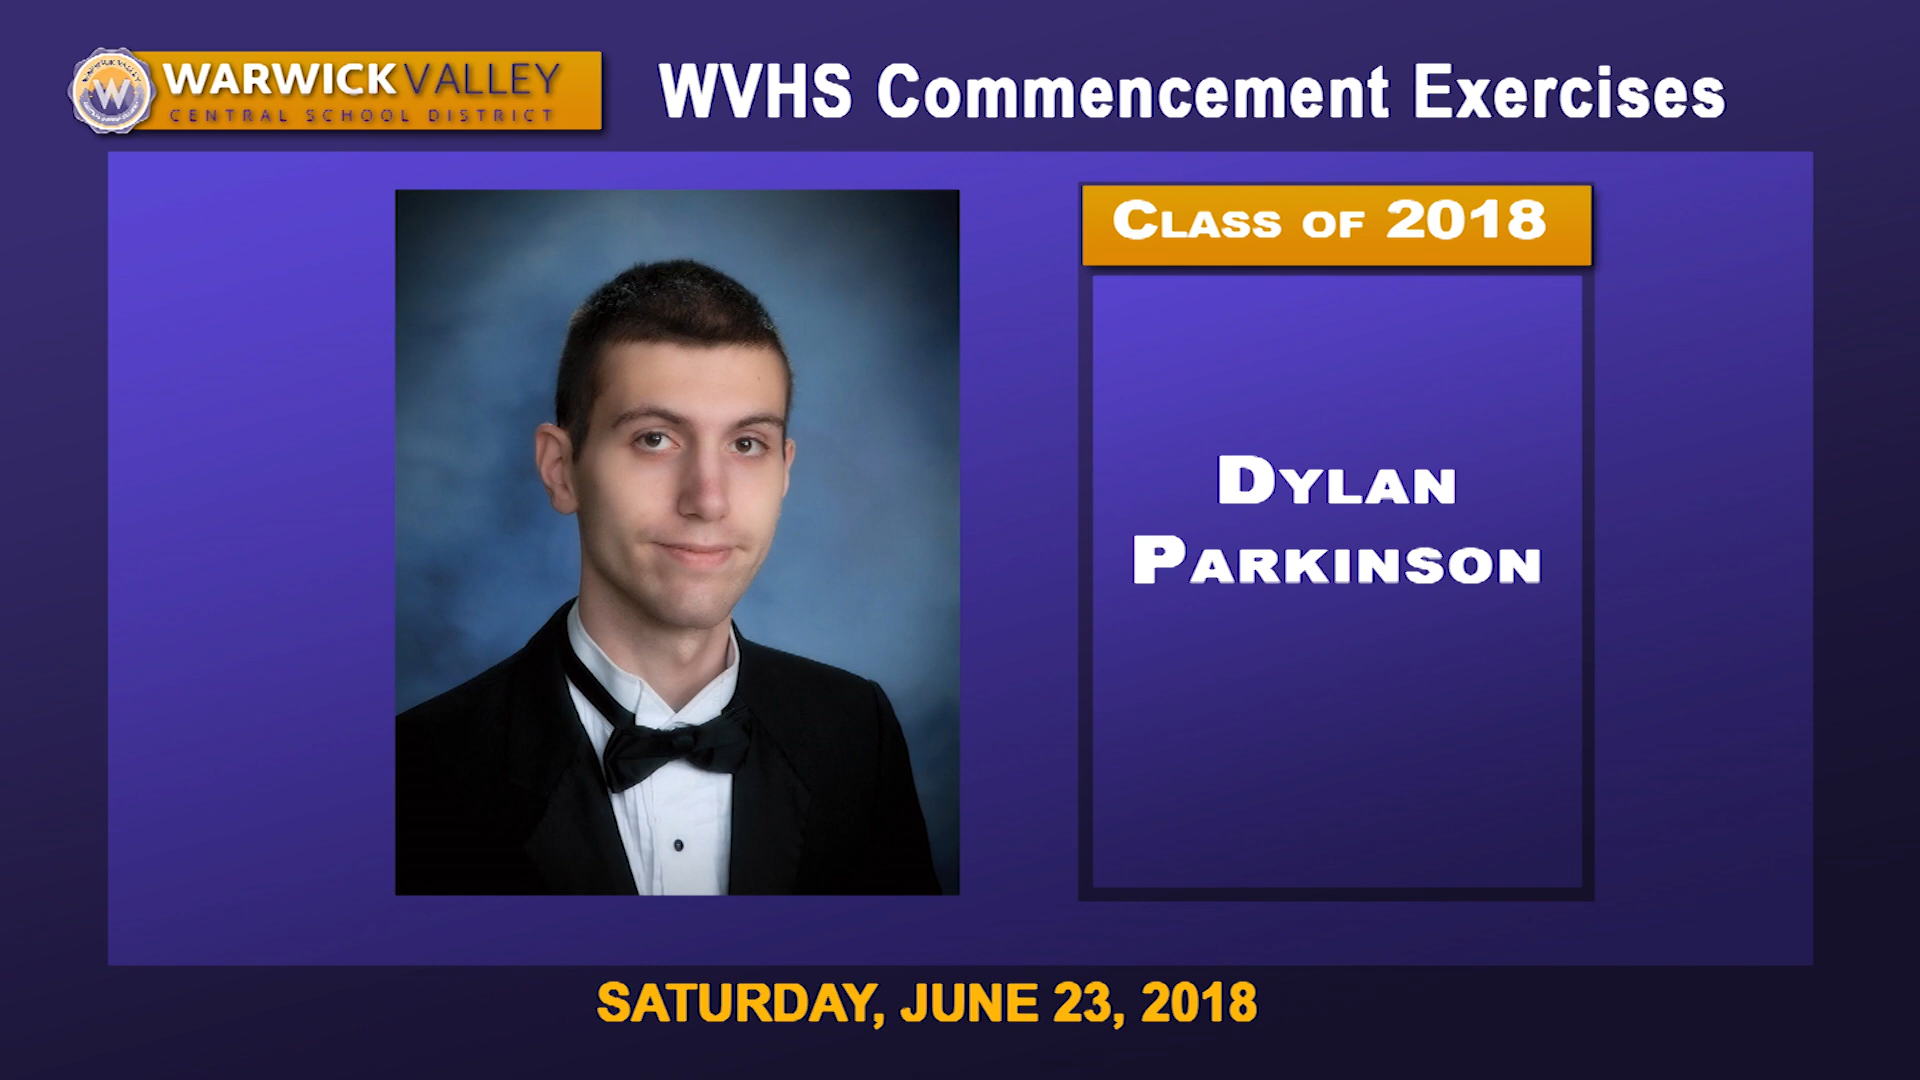 WARWICK VALLEY
CENTRAL SCHOOL DISTRICT
WVHS Commencement Exercises
W
CLASS OF 2018
DYLAN
PARKINSON
SATURDAY, JUNE 23, 2018